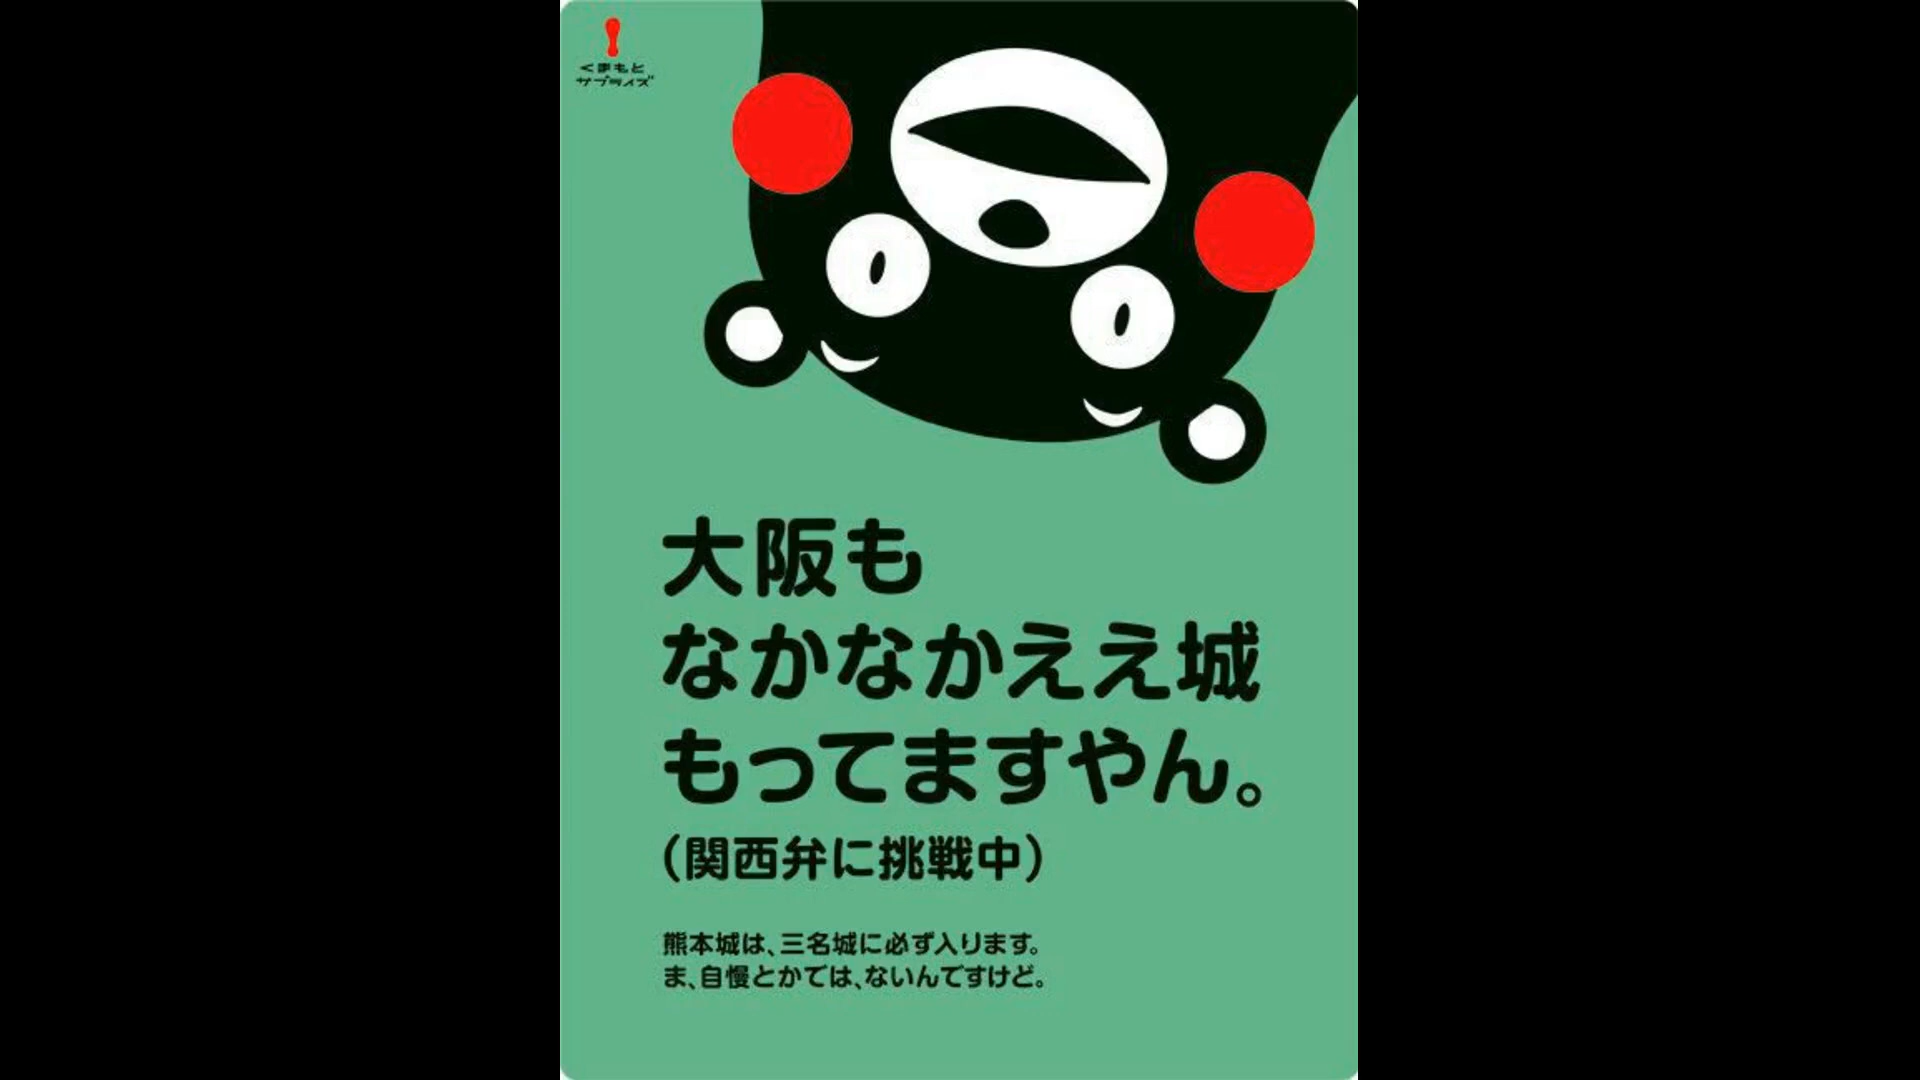 くまもと
サプライズ
大阪も
なかなかええ城
もってますやん。
（関西弁に挑戦中）
熊本城は、三名城に必ず入ります。
ま、自慢とかでは、ないんですけど。